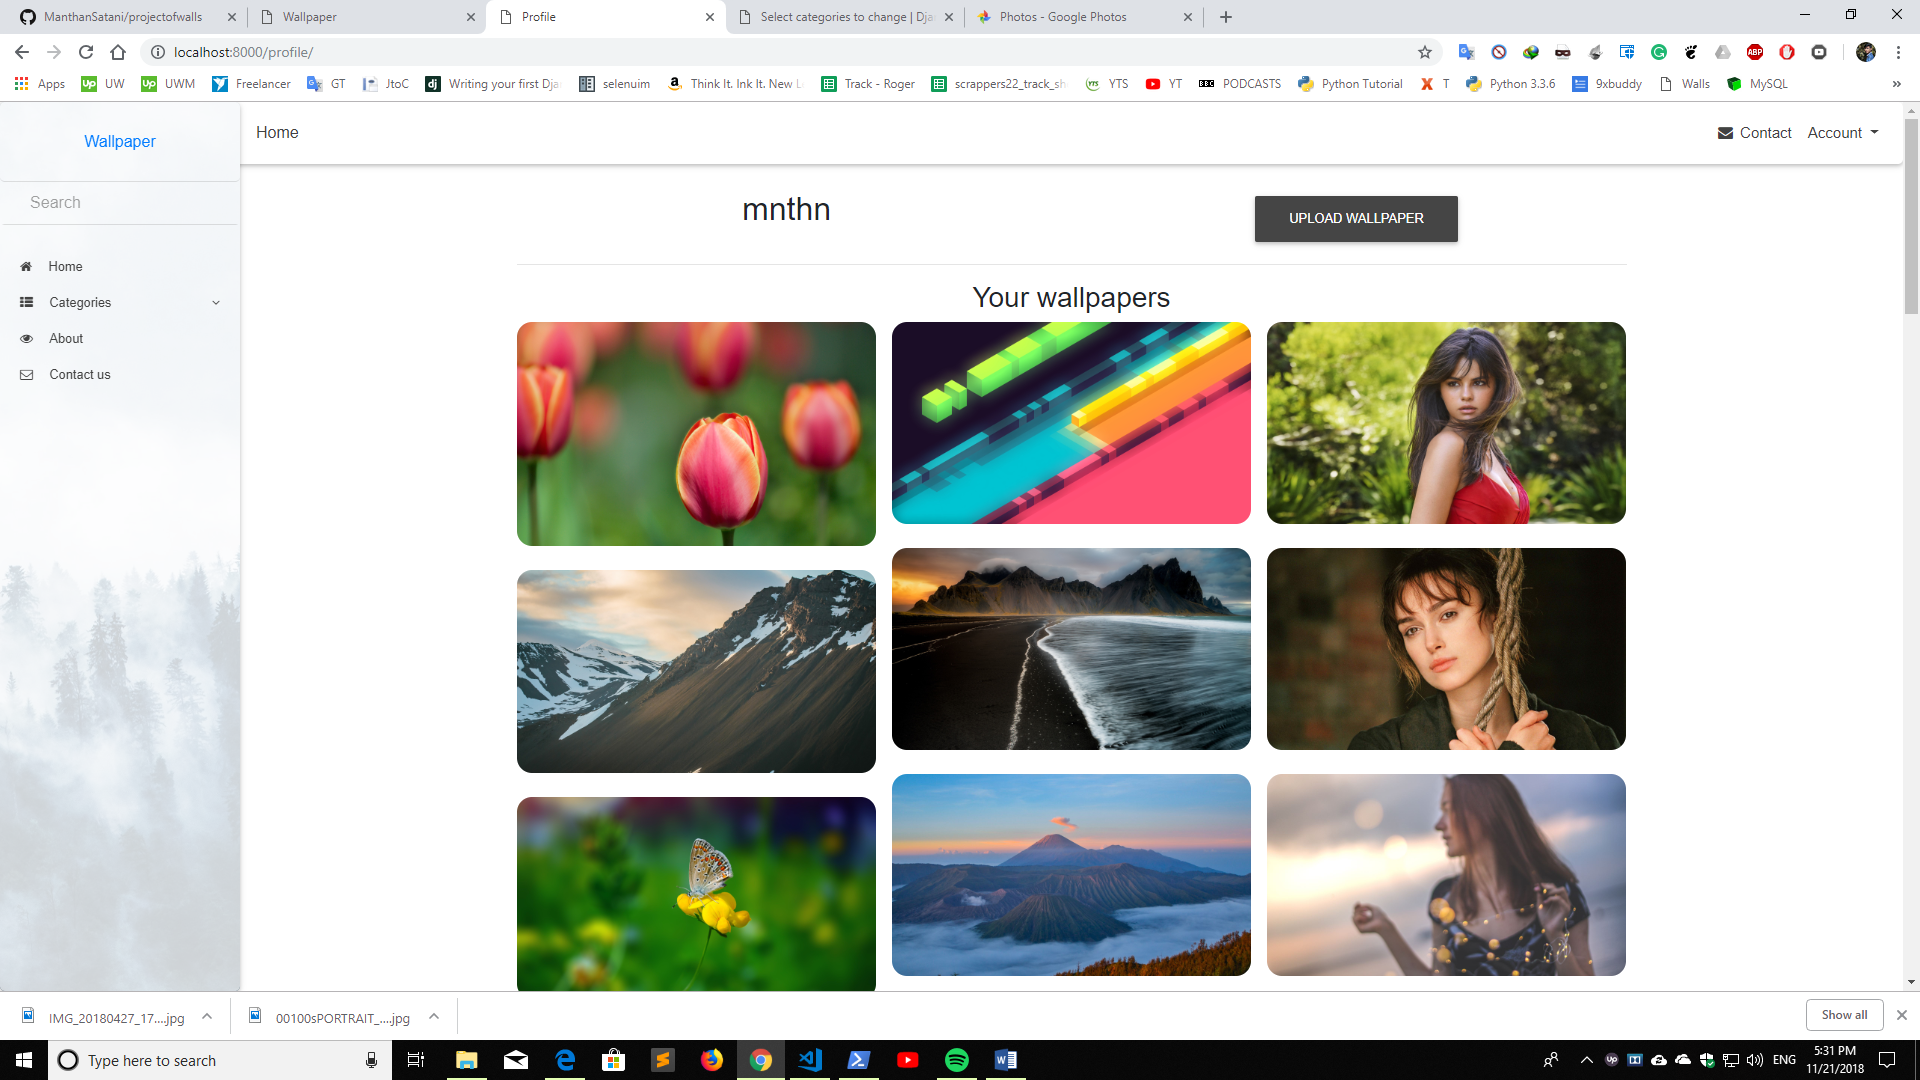 ManthanSatani/projectofwalls
Wallpaper
Profile
Select categories to change | Dja
Photos - Google Photos
localhost:8000/profile/
Apps
UW
UWM
Freelancer
GT
JtoC
Writing your first Dja
selenuim
Think It. Ink It. New L
Track - Roger
scrappers22_track_sh
YTS
YT
PODCASTS
Python Tutorial
T
Python 3.3.6
9xbuddy
Walls
MySQL
Wallpaper
Home
Contact
Account
Search
mnthn
UPLOAD WALLPAPER
Home
Categories
About
Contact us
Your wallpapers
IMG_20180427_17....jpg
00100sPORTRAIT_....jpg
Show all
Type here to search
ENG
5:31 PM
11/21/2018